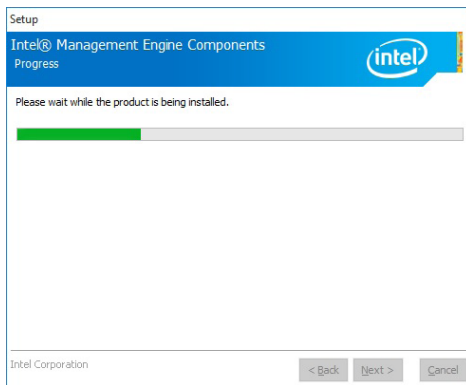 Setup
Intel® Management Engine Components
Progress
intel
Please wait while the product is being installed.
Intel Corporation
< Back
Next >
Cancel